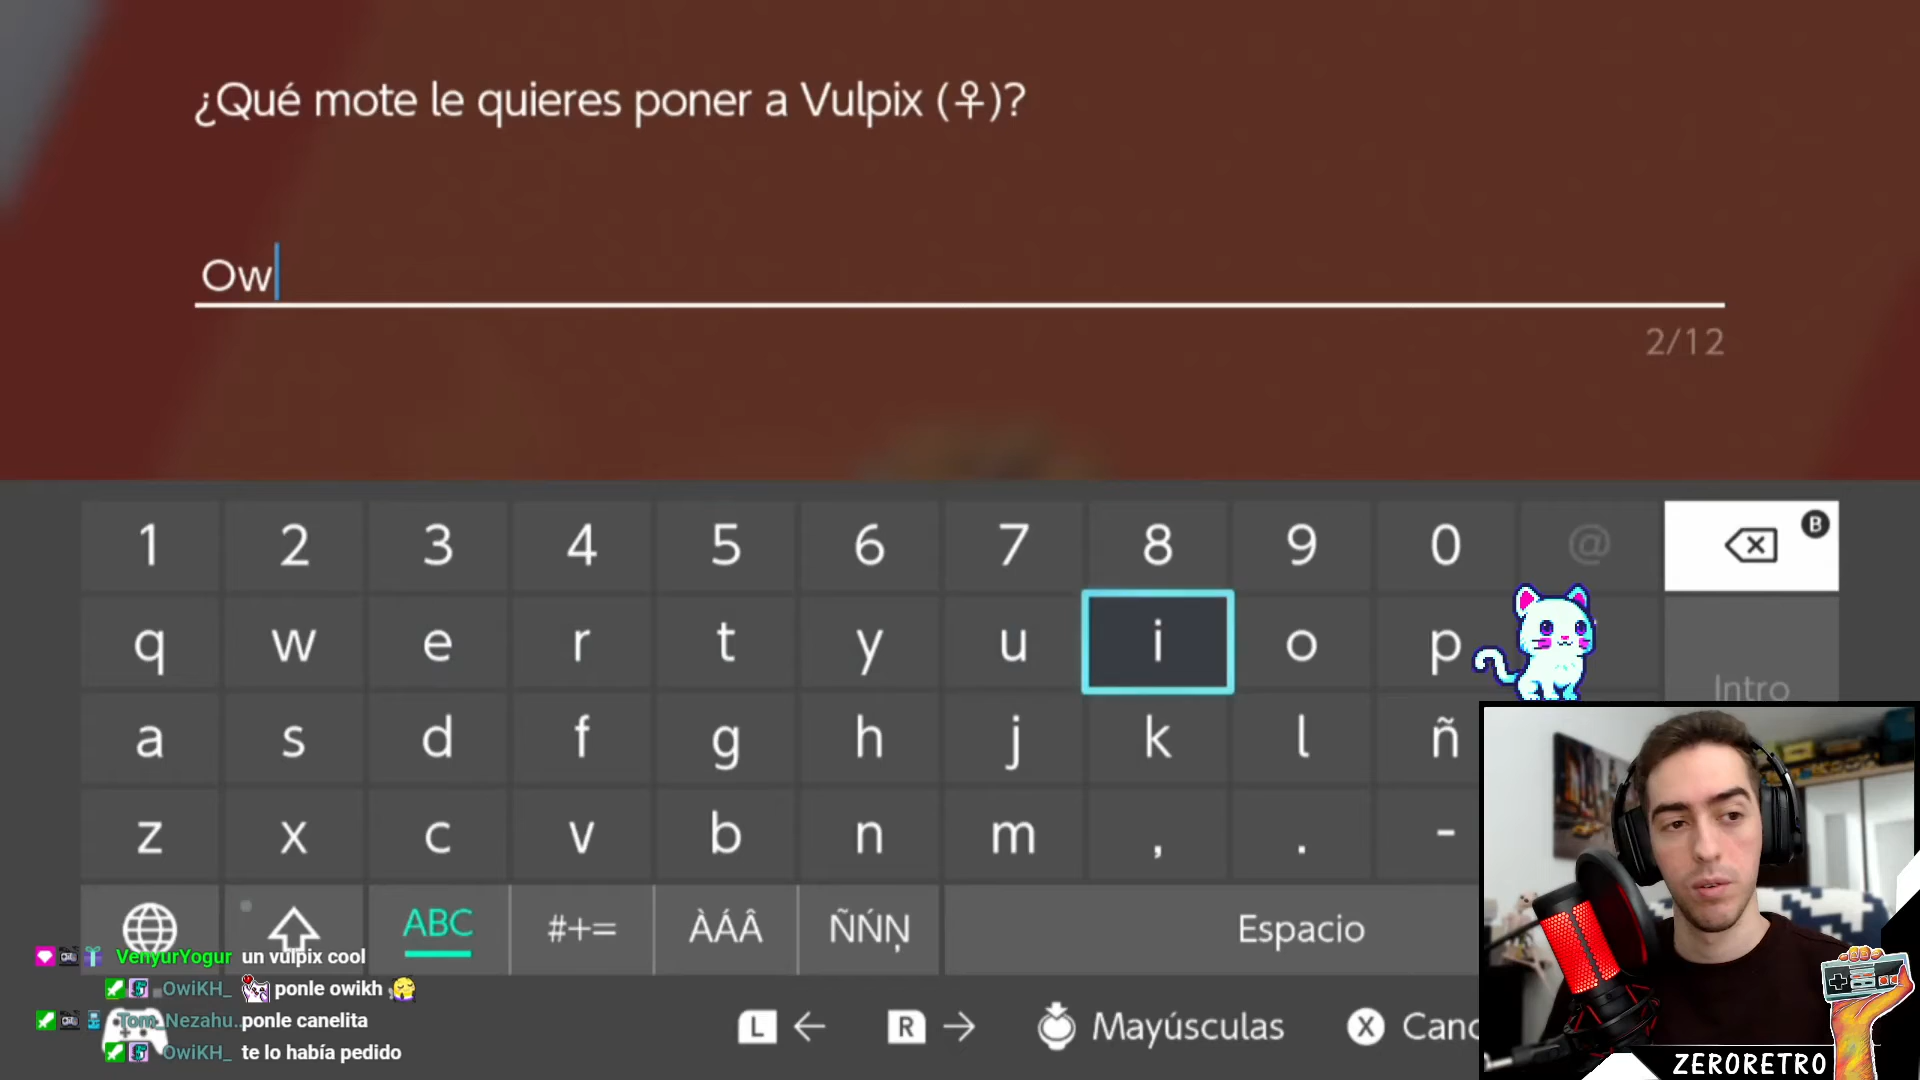 ¿Qué mote le quieres poner a Vulpix (♀)?
Ow
2/12
1 2 3 4 5 6 7 8 9 0 @ B
q w e r t y u i o p
Intro
a s d f g h j k l ñ
z x c v b n m , . -
ABC #+= ÀÁÂ ÑŃŅ Espacio
VenyurYogur un vulpix cool
OwiKH_ ponle owikh
Tom_Nezahu.. ponle canelita
OwiKH_ te lo había pedido
L ← R → Mayúsculas X Canc
ZERORETRO